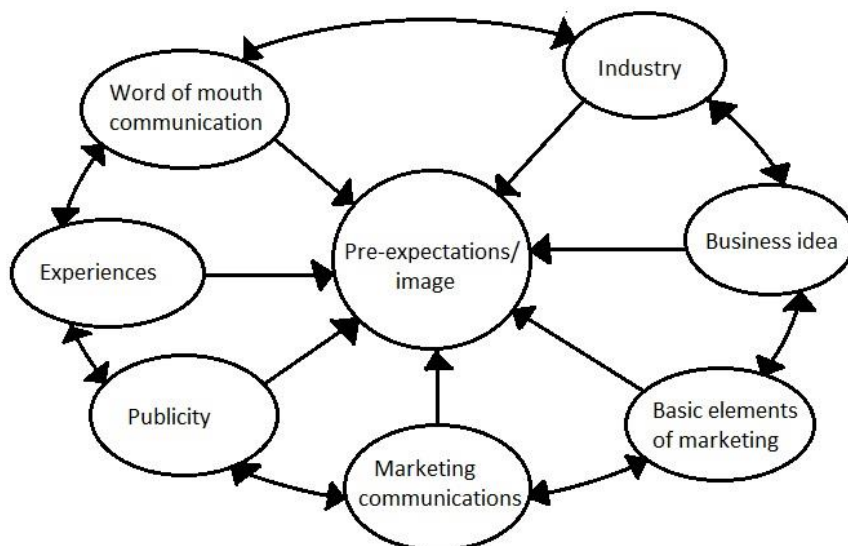 Word of mouth
communication
Industry
Experiences
Pre-expectations/
image
Business idea
Publicity
Marketing
communications
Basic elements
of marketing